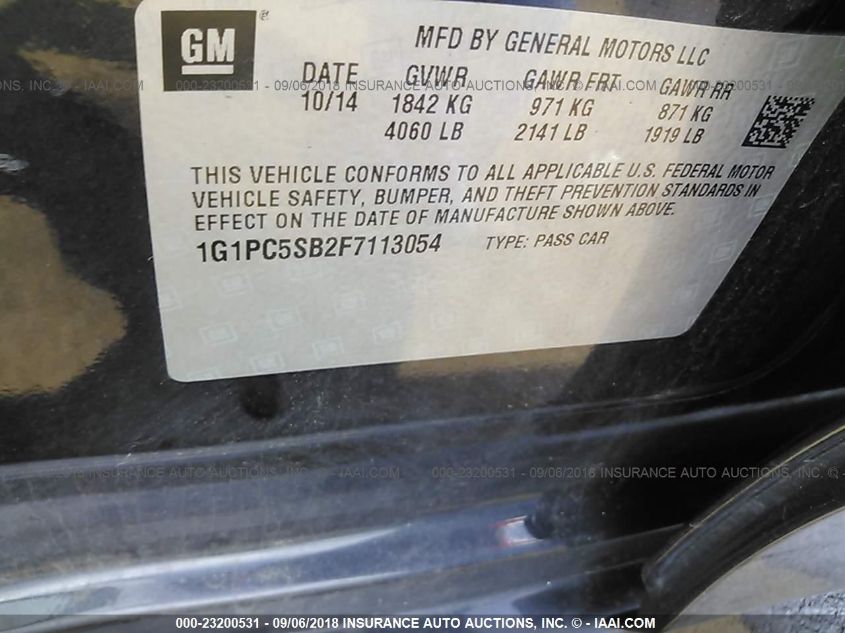 GM
MFD BY GENERAL MOTORS LLC
DATE GVWR GAWR FRT GAWR RR
10/14 1842 KG 971 KG 871 KG
4060 LB 2141 LB 1919 LB
THIS VEHICLE CONFORMS TO ALL APPLICABLE U.S. FEDERAL MOTOR
VEHICLE SAFETY, BUMPER, AND THEFT PREVENTION STANDARDS IN
EFFECT ON THE DATE OF MANUFACTURE SHOWN ABOVE.
1G1PC5SB2F7113054 TYPE: PASS CAR
000-23200531 - 09/06/2018 INSURANCE AUTO AUCTIONS, INC. © - IAAI.COM